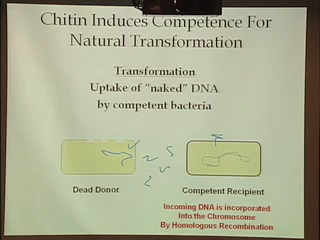 Chitin Induces Competence For
Natural Transformation
Transformation
Uptake of "naked" DNA
by competent bacteria
Dead Donor
Competent Recipient
Incoming DNA is incorporated
Into the Chromosome
By Homologous Recombination